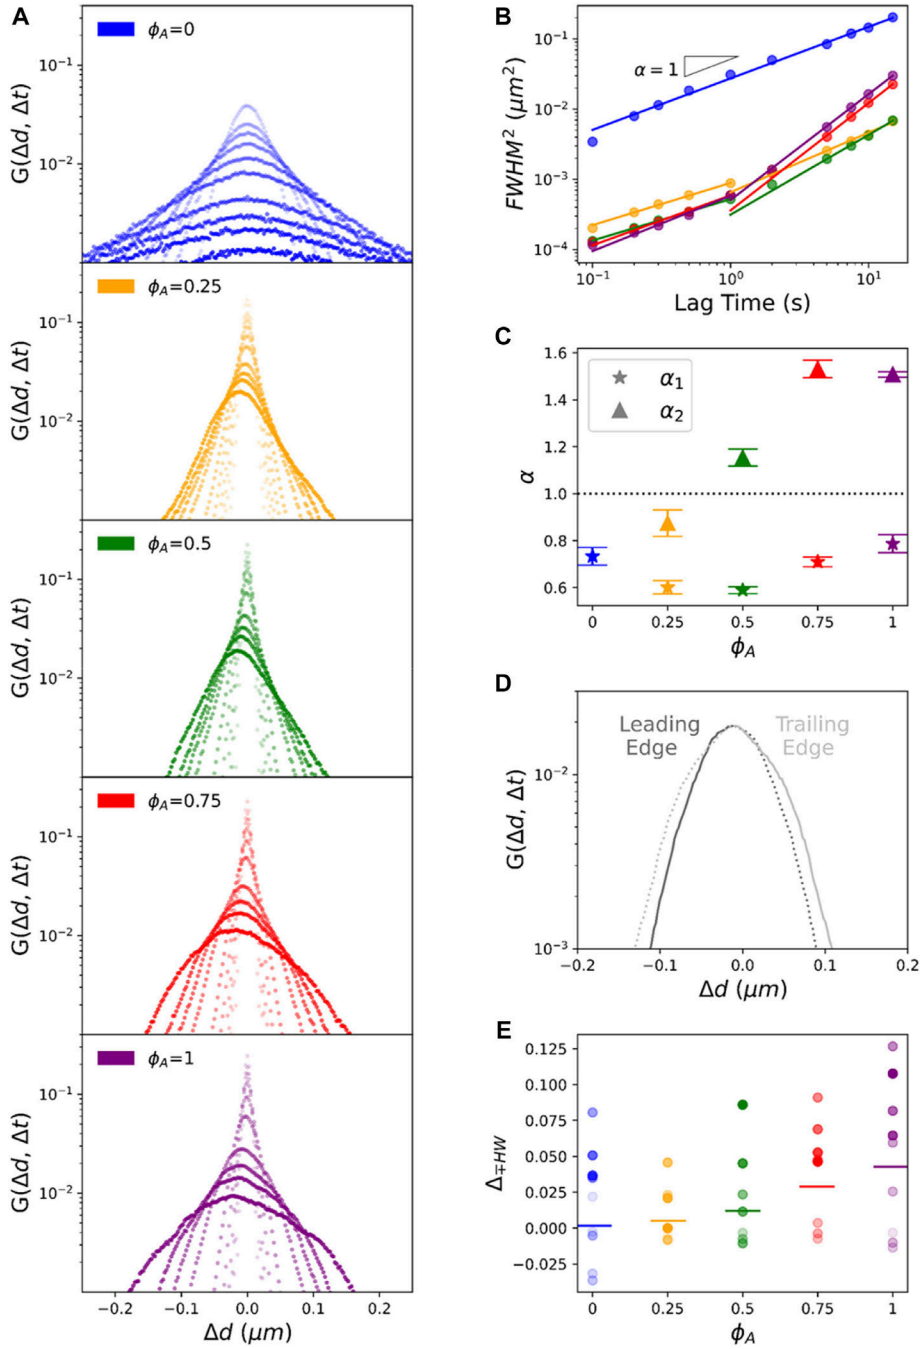 A
ϕA=0
10⁻¹
10⁻²
G(Δd, Δt)
ϕA=0.25
10⁻¹
10⁻²
G(Δd, Δt)
ϕA=0.5
10⁻¹
10⁻²
G(Δd, Δt)
ϕA=0.75
10⁻¹
10⁻²
G(Δd, Δt)
ϕA=1
10⁻¹
10⁻²
G(Δd, Δt)
−0.2 −0.1 0.0 0.1 0.2
Δd (μm)
B
α = 1
10⁻¹
10⁻²
10⁻³
10⁻⁴
FWHM² (μm²)
10⁻¹ 10⁰ 10¹
Lag Time (s)
C
α₁
α₂
1.6
1.4
1.2
1.0
0.8
0.6
α
0 0.25 0.5 0.75 1
ϕA
D
Leading Edge
Trailing Edge
10⁻²
10⁻³
G(Δd, Δt)
−0.2 −0.1 0.0 0.1 0.2
Δd (μm)
E
0.125
0.100
0.075
0.050
0.025
0.000
−0.025
Δ∓HW
0 0.25 0.5 0.75 1
ϕA